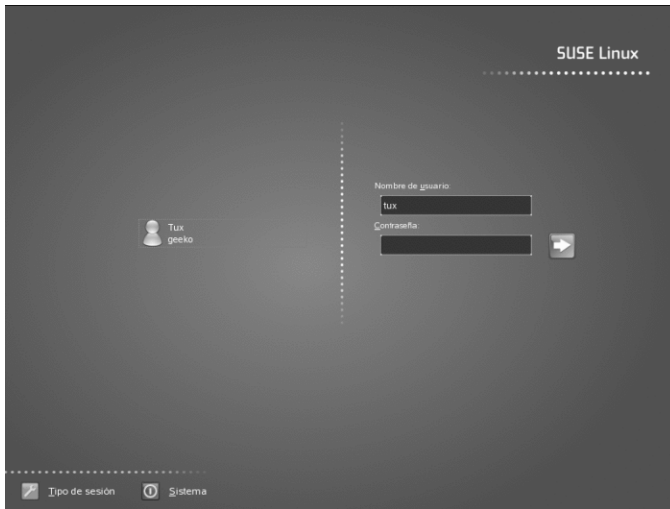 SUSE Linux
Tux
geeko
Nombre de usuario:
tux
Contraseña:
Tipo de sesión
Sistema